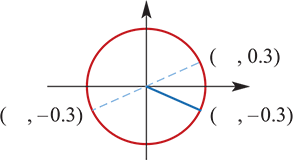 (   , 0.3)
(   , −0.3)
(   , −0.3)